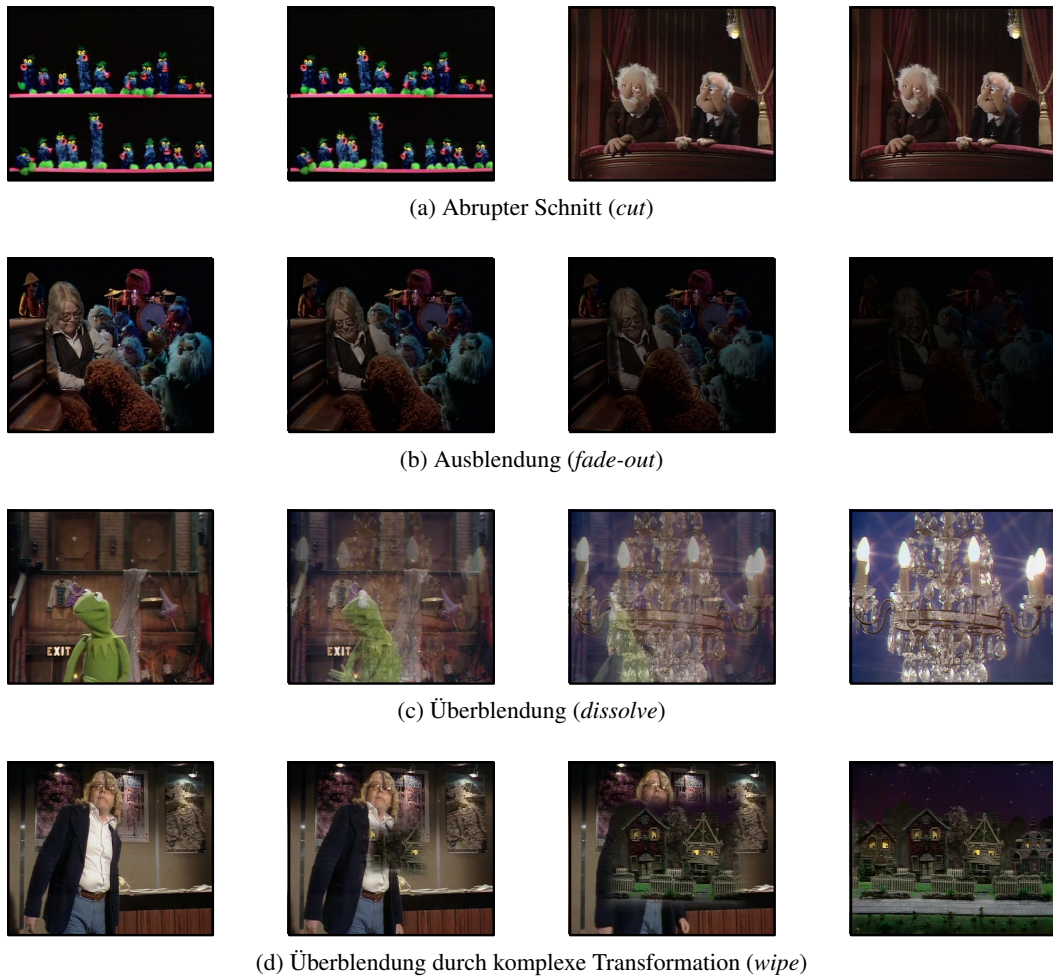 (a) Abrupter Schnitt (cut)
(b) Ausblendung (fade-out)
EXIT
EXIT
(c) Überblendung (dissolve)
(d) Überblendung durch komplexe Transformation (wipe)